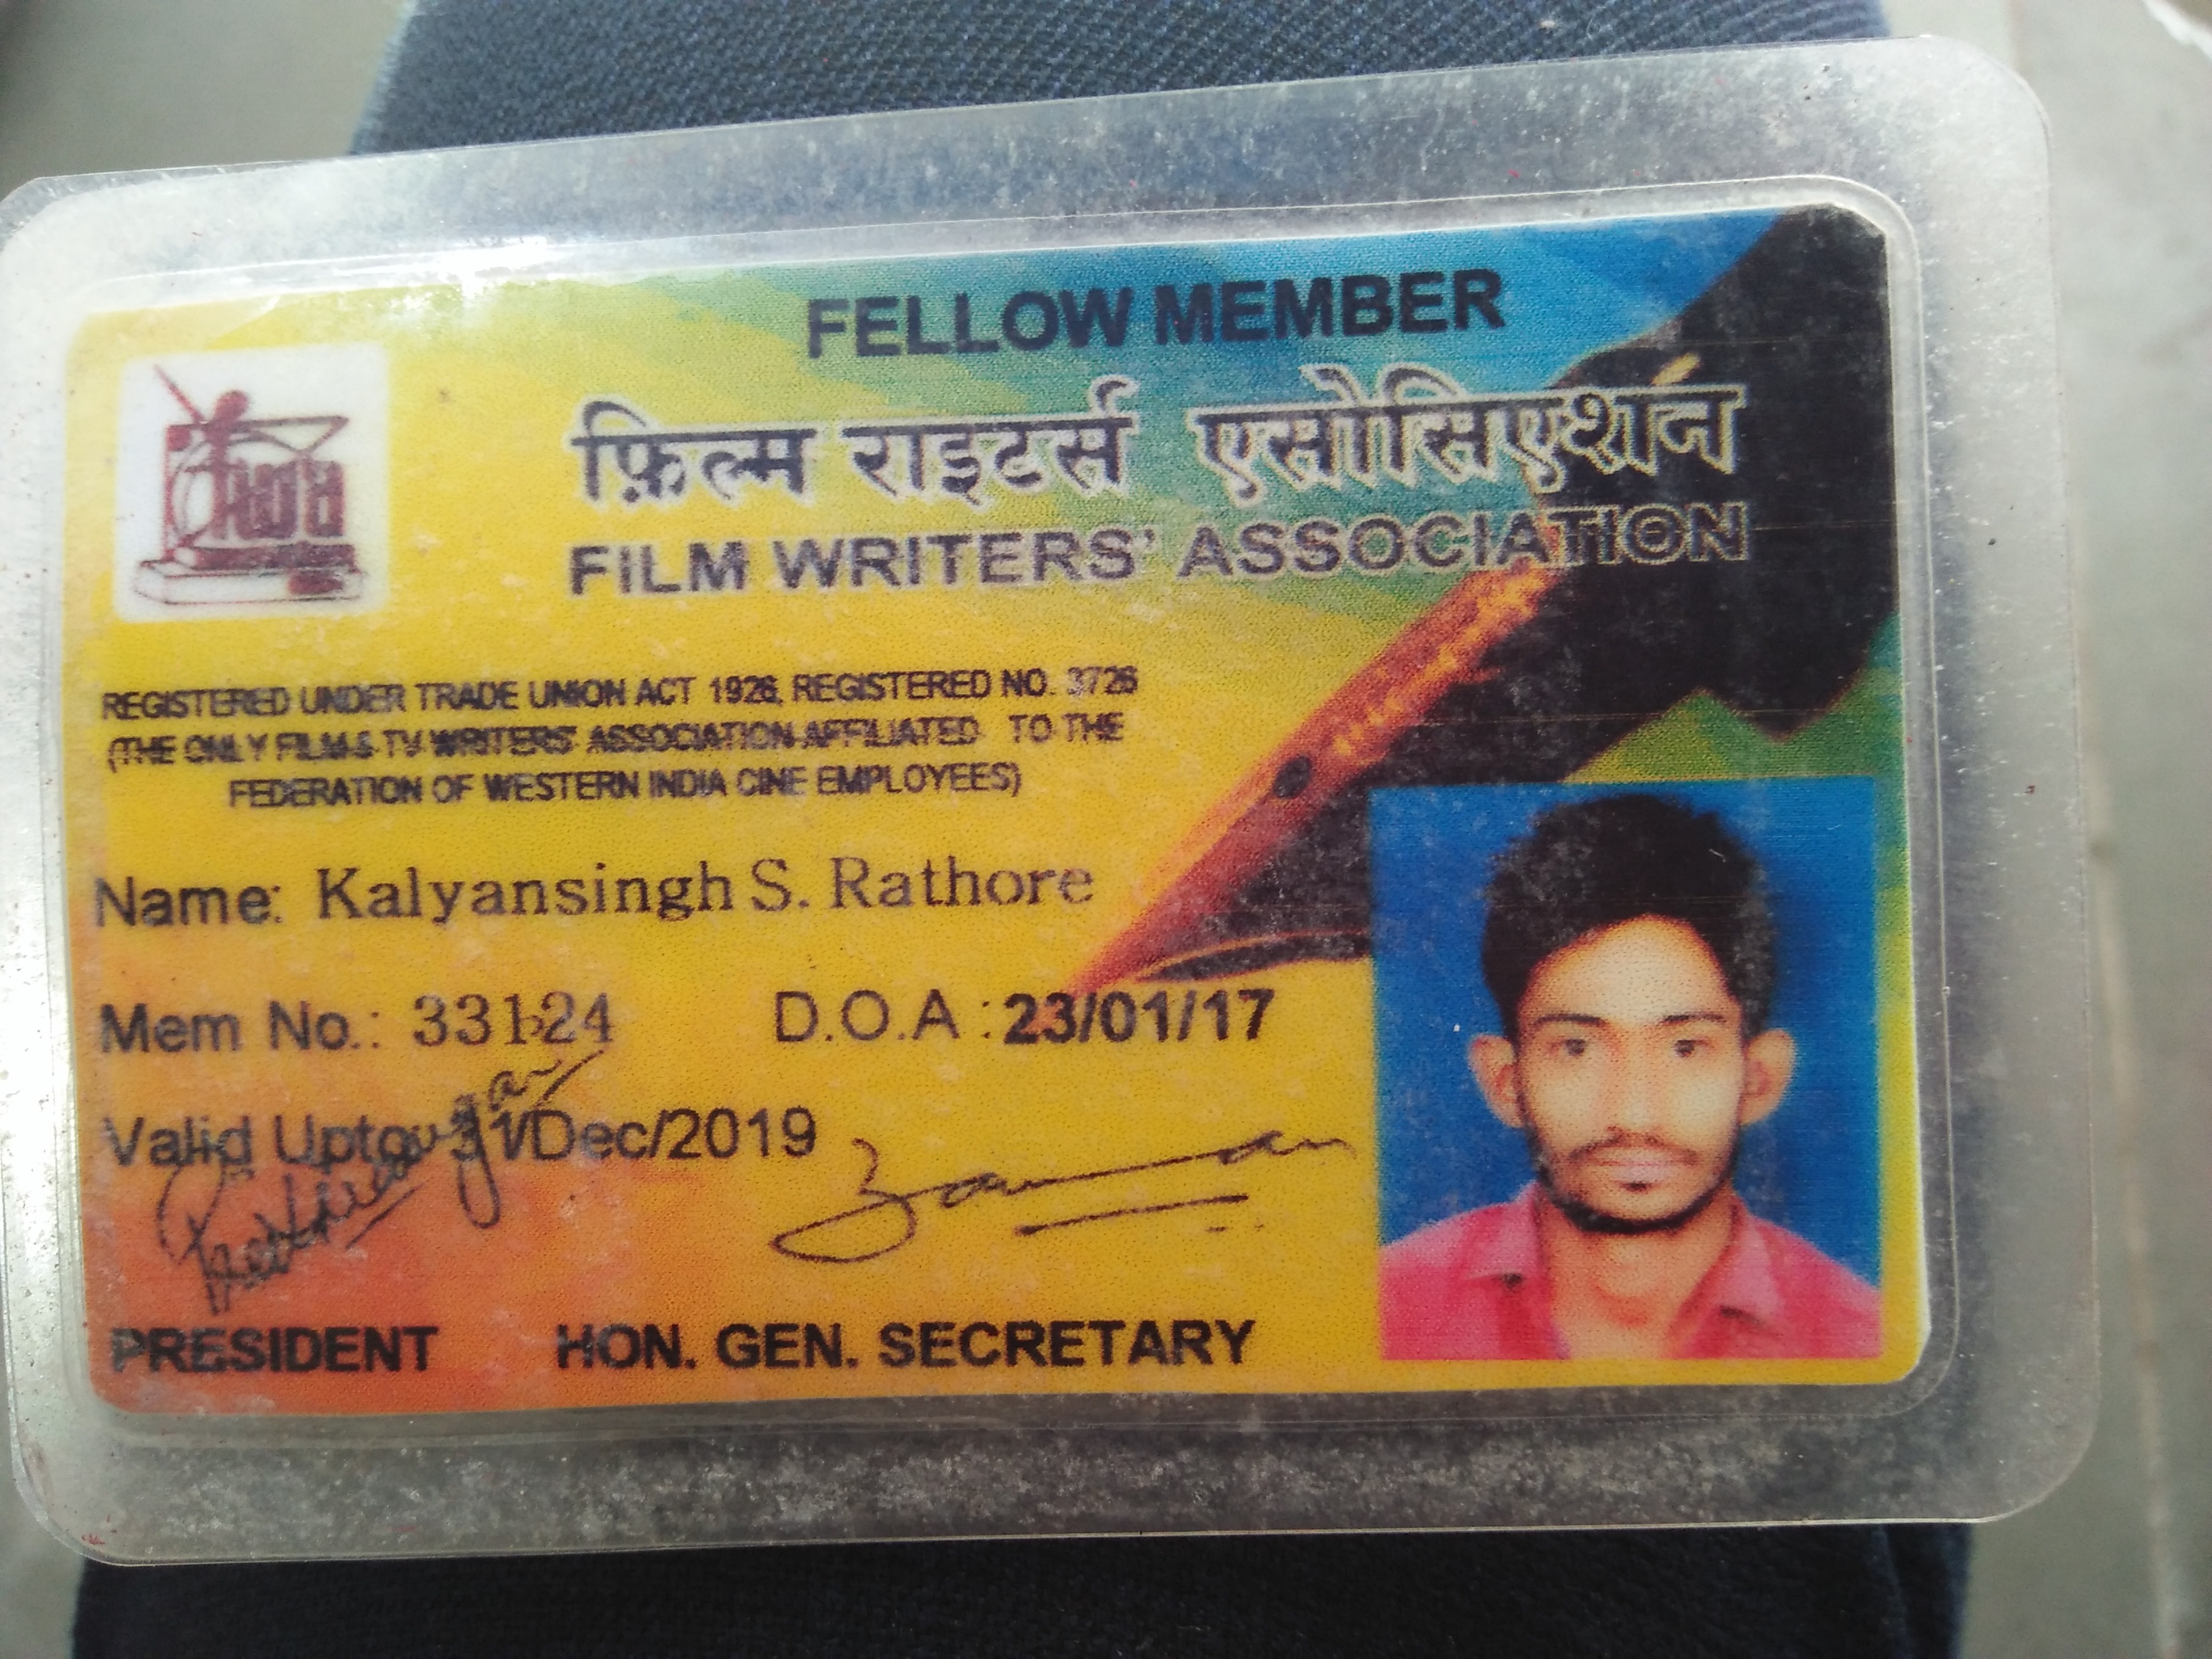 FELLOW MEMBER
फ़िल्म राइटर्स एसोसिएशन
FILM WRITERS' ASSOCIATION
fwa
REGISTERED UNDER TRADE UNION ACT 1926, REGISTERED NO. 3726
(THE ONLY FILM & TV WRITERS' ASSOCIATION AFFILIATED TO THE
FEDERATION OF WESTERN INDIA CINE EMPLOYEES)
Name: Kalyansingh S. Rathore
Mem No.: 33124 D.O.A : 23/01/17
Valid Upto 31/Dec/2019
PRESIDENT HON. GEN. SECRETARY